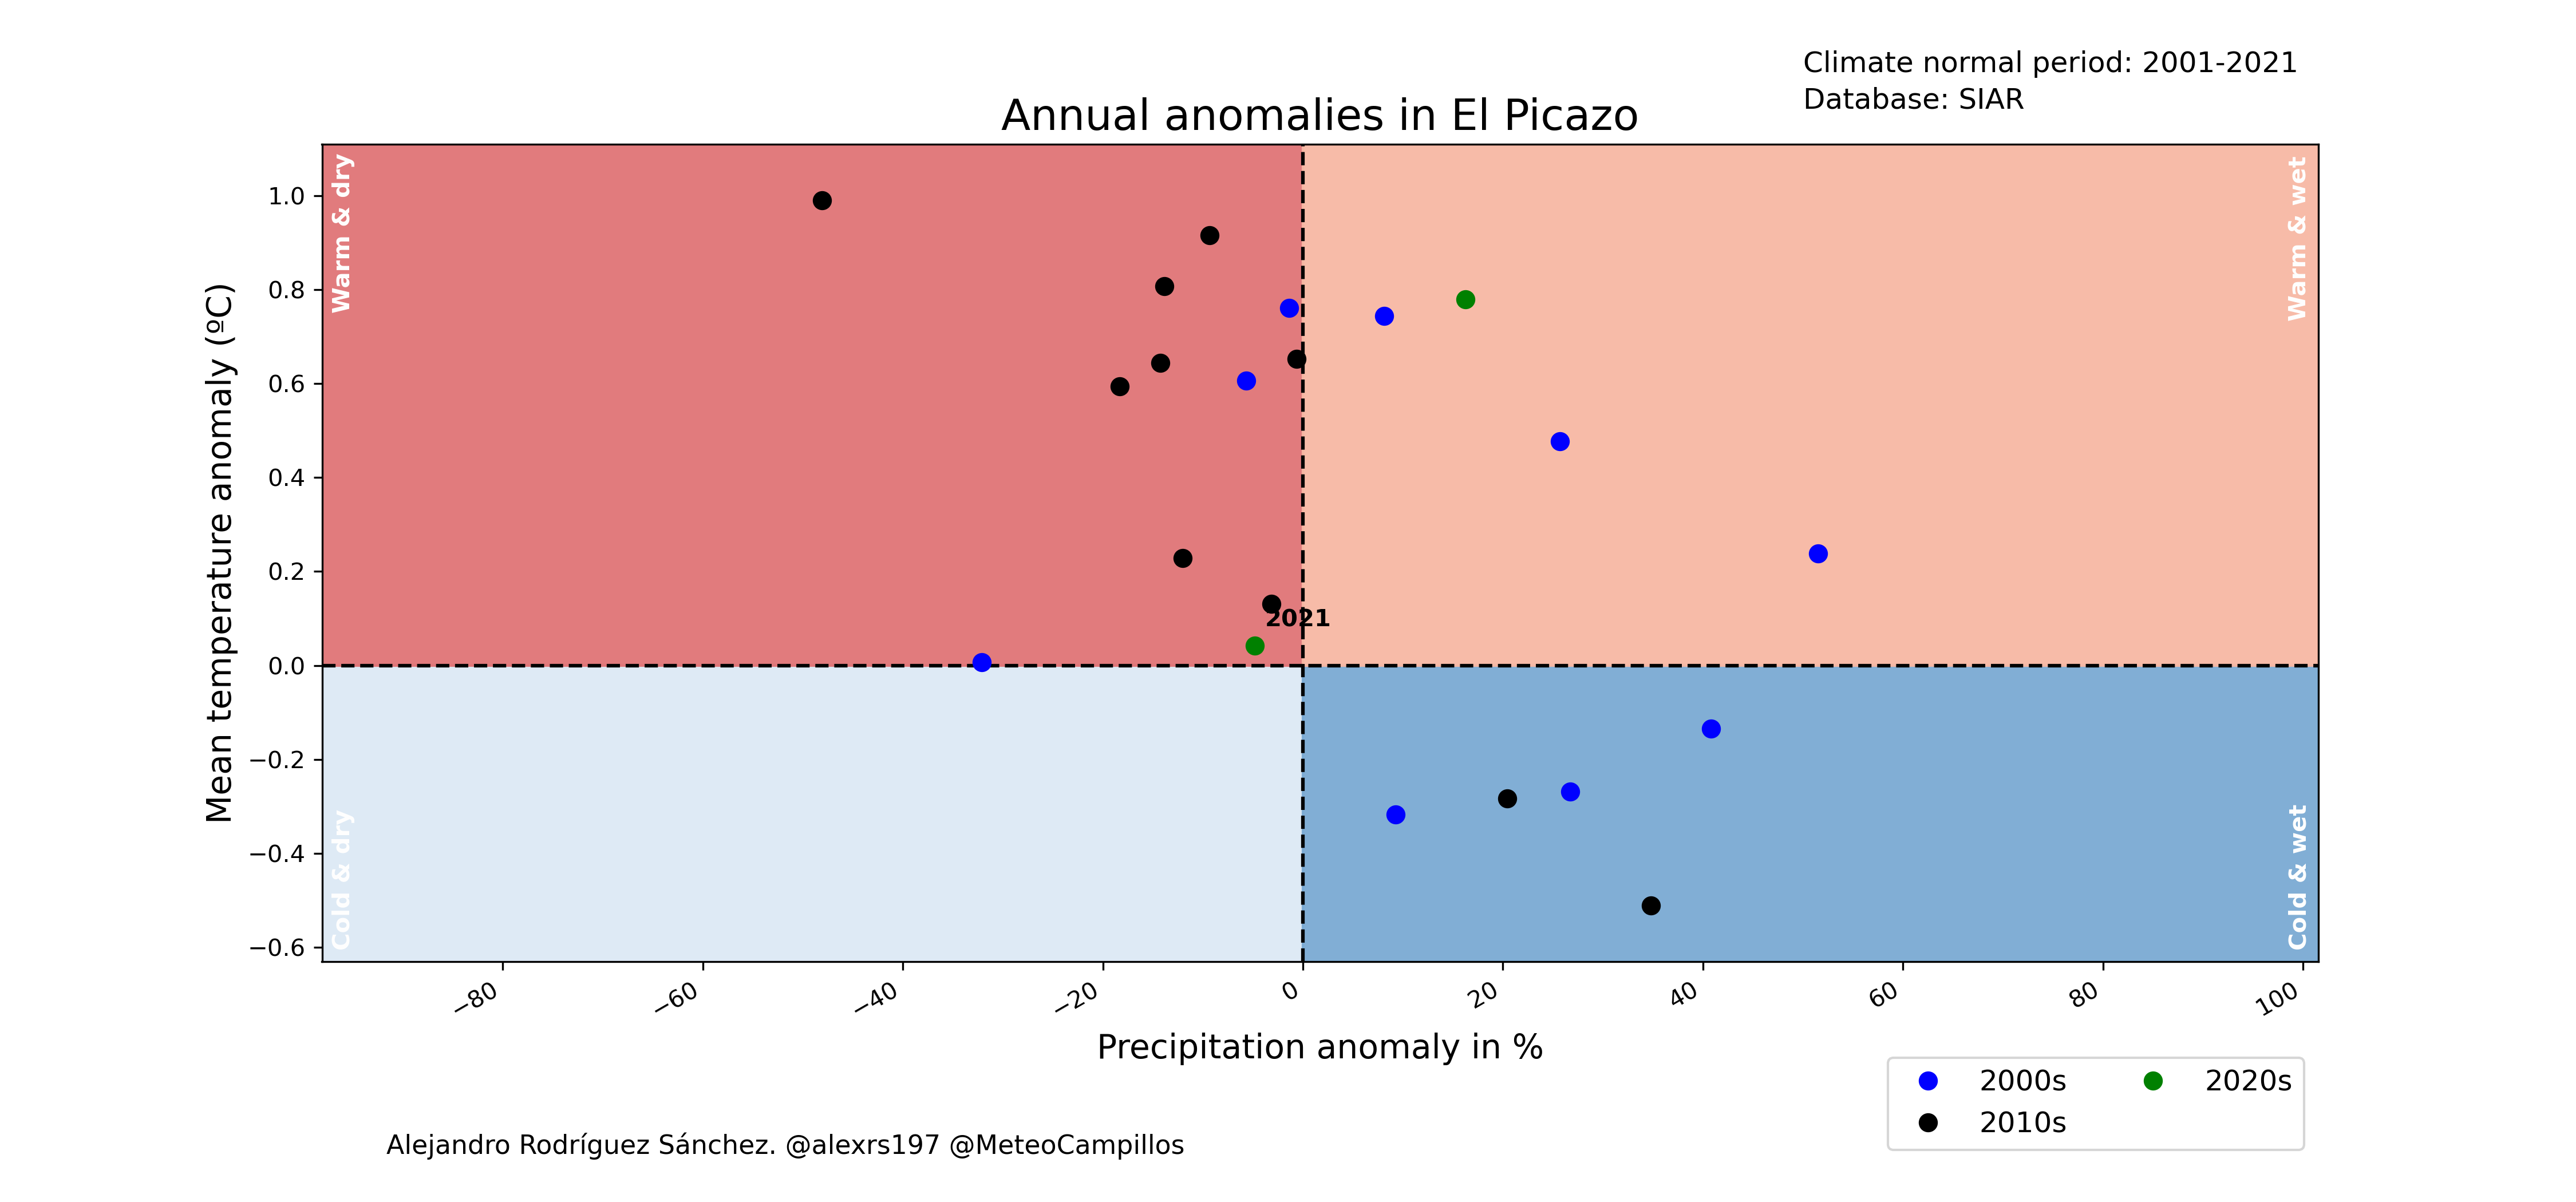 Climate normal period: 2001-2021
Database: SIAR
Annual anomalies in El Picazo
Warm & dry
Warm & wet
Mean temperature anomaly (ºC)
1.0
0.8
0.6
0.4
0.2
0.0
−0.2
−0.4
−0.6
2021
Cold & dry
Cold & wet
−80
−60
−40
−20
0
20
40
60
80
100
Precipitation anomaly in %
2000s
2020s
2010s
Alejandro Rodríguez Sánchez. @alexrs197 @MeteoCampillos